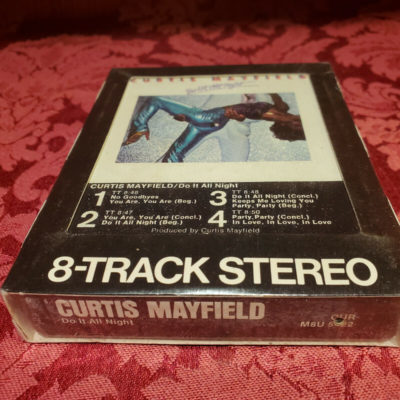 CURTIS MAYFIELD
CURTIS MAYFIELD/Do It All Night
1 TT 8:48
No Goodbyes
You Are, You Are (Beg.)
2 TT 8:47
You Are, You Are (Concl.)
Do It All Night (Beg.)
3 TT 8:48
Do It All Night (Concl.)
Keeps Me Loving You
Party, Party (Beg.)
4 TT 8:50
Party, Party (Concl.)
In Love, In Love, In Love
Produced by Curtis Mayfield
8-TRACK STEREO
CURTIS MAYFIELD
Do It All Night
M8U